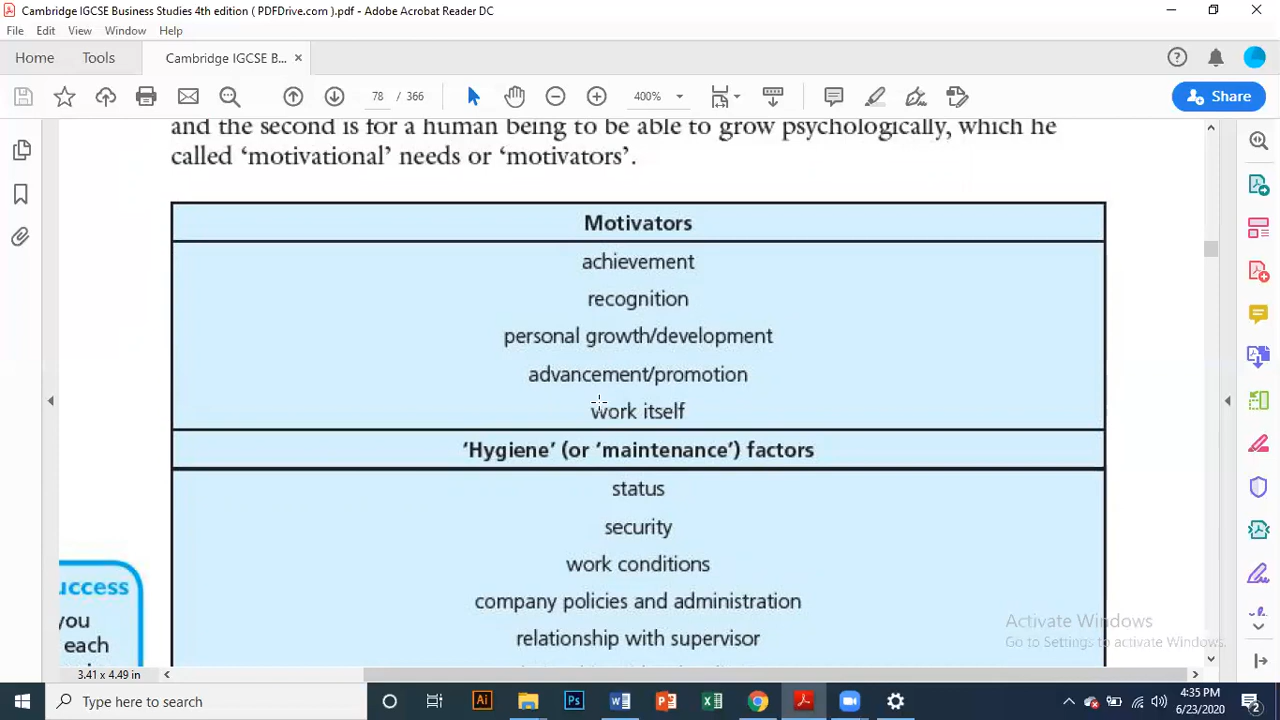 Cambridge IGCSE Business Studies 4th edition ( PDFDrive.com ).pdf - Adobe Acrobat Reader DC
File Edit View Window Help
Home Tools Cambridge IGCSE B... ×
78 / 366 400% Share
and the second is for a human being to be able to grow psychologically, which he
called ‘motivational’ needs or ‘motivators’.
Motivators
achievement
recognition
personal growth/development
advancement/promotion
work itself
‘Hygiene’ (or ‘maintenance’) factors
status
security
work conditions
company policies and administration
relationship with supervisor
uccess
you
each
Activate Windows
Go to Settings to activate Windows.
3.41 x 4.49 in
Type here to search
4:35 PM
6/23/2020
2